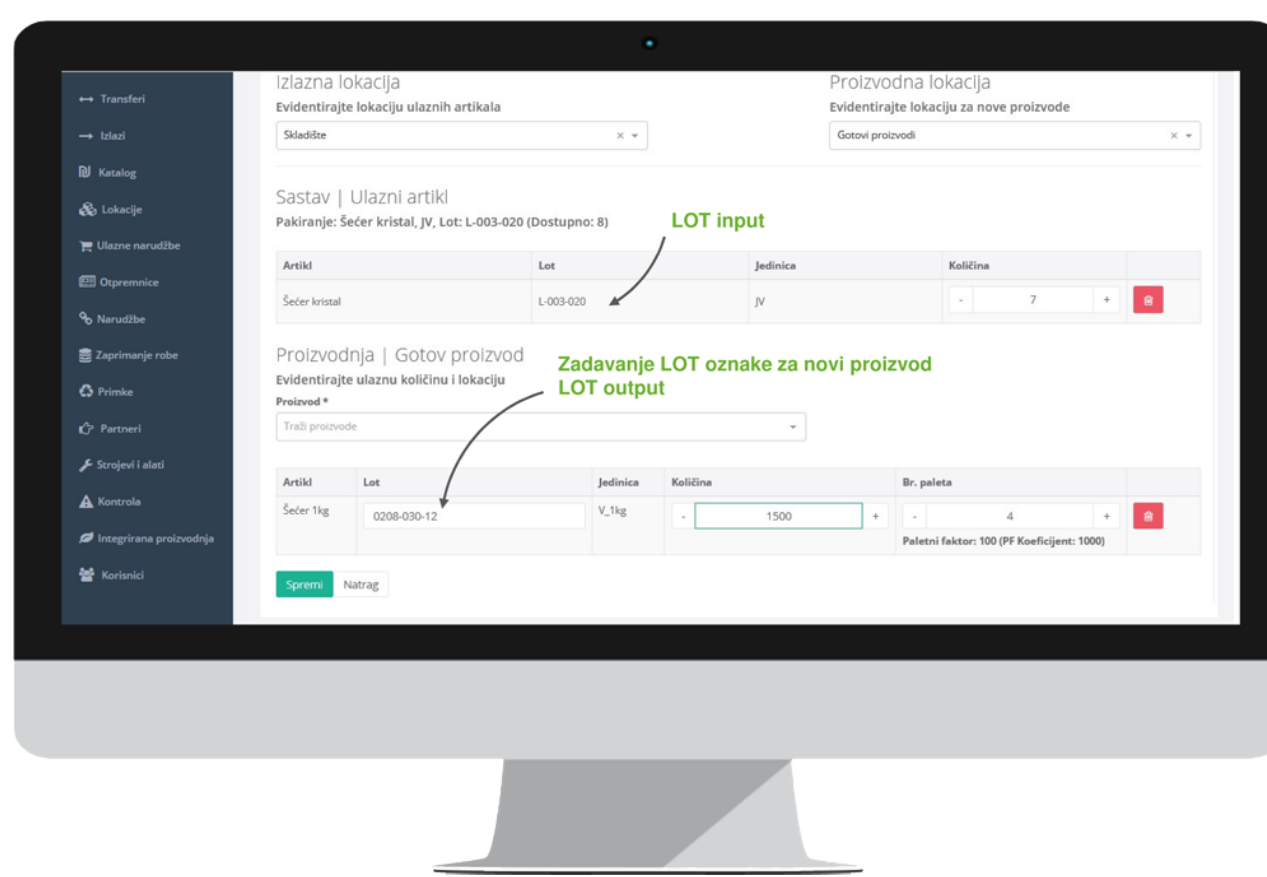 Transferi
Izlazi
Katalog
Lokacije
Ulazne narudžbe
Otpremnice
Narudžbe
Zaprimanje robe
Primke
Partneri
Strojevi i alati
Kontrola
Integrirana proizvodnja
Korisnici
Izlazna lokacija
Evidentirajte lokaciju ulaznih artikala
Skladište × 
Proizvodna lokacija
Evidentirajte lokaciju za nove proizvode
Gotovi proizvodi ×
Sastav | Ulazni artikl
Pakiranje: Šećer kristal, JV, Lot: L-003-020 (Dostupno: 8)
LOT input
Artikl Lot Jedinica Količina
Šećer kristal L-003-020 JV - 7 +
Proizvodnja | Gotov proizvod
Evidentirajte ulaznu količinu i lokaciju
Zadavanje LOT oznake za novi proizvod
LOT output
Proizvod *
Traži proizvode
Artikl Lot Jedinica Količina Br. paleta
Šećer 1kg 0208-030-12 V_1kg - 1500 + - 4 +
Paletni faktor: 100 (PF Koeficijent: 1000)
Spremi Natrag